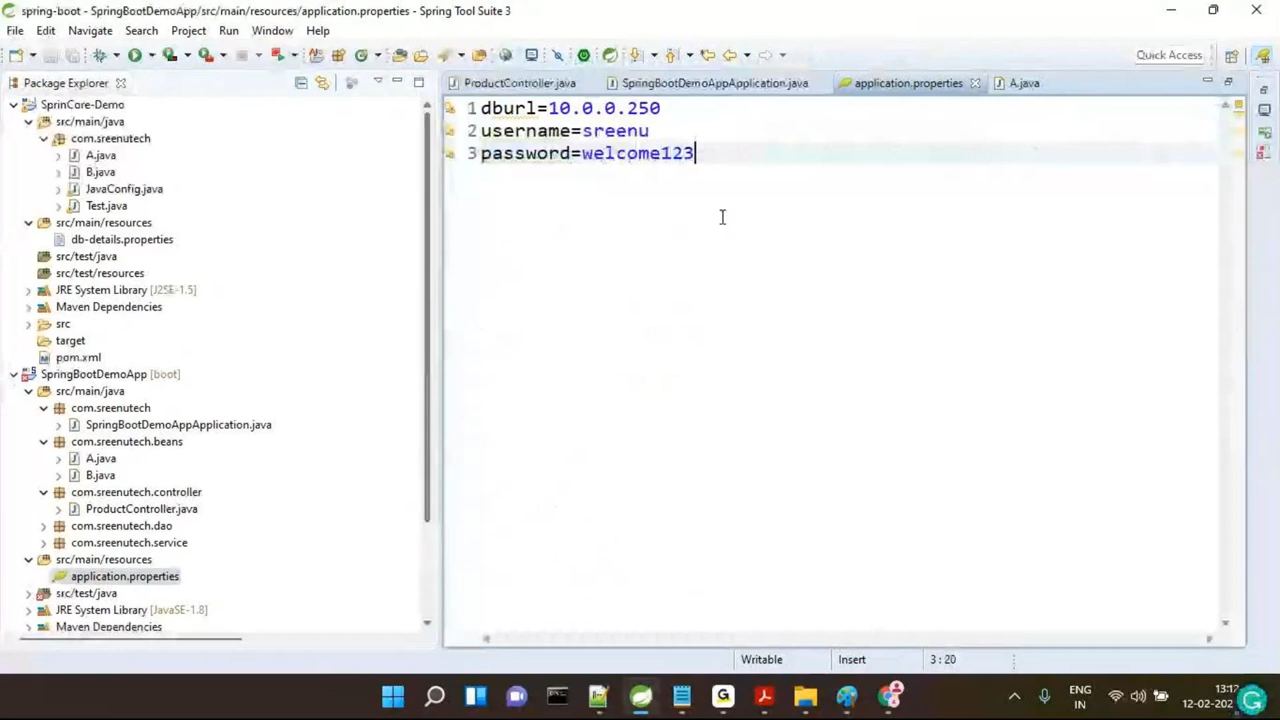 spring-boot - SpringBootDemoApp/src/main/resources/application.properties - Spring Tool Suite 3
File Edit Navigate Search Project Run Window Help
Quick Access
Package Explorer
ProductController.java SpringBootDemoAppApplication.java application.properties A.java
SprinCore-Demo
src/main/java
com.sreenutech
A.java
B.java
JavaConfig.java
Test.java
src/main/resources
db-details.properties
src/test/java
src/test/resources
JRE System Library [J2SE-1.5]
Maven Dependencies
src
target
pom.xml
SpringBootDemoApp [boot]
src/main/java
com.sreenutech
SpringBootDemoAppApplication.java
com.sreenutech.beans
A.java
B.java
com.sreenutech.controller
ProductController.java
com.sreenutech.dao
com.sreenutech.service
src/main/resources
application.properties
src/test/java
JRE System Library [JavaSE-1.8]
Maven Dependencies
1 dburl=10.0.0.250
2 username=sreenu
3 password=welcome123
Writable Insert 3 : 20
ENG
IN
13:12
12-02-202